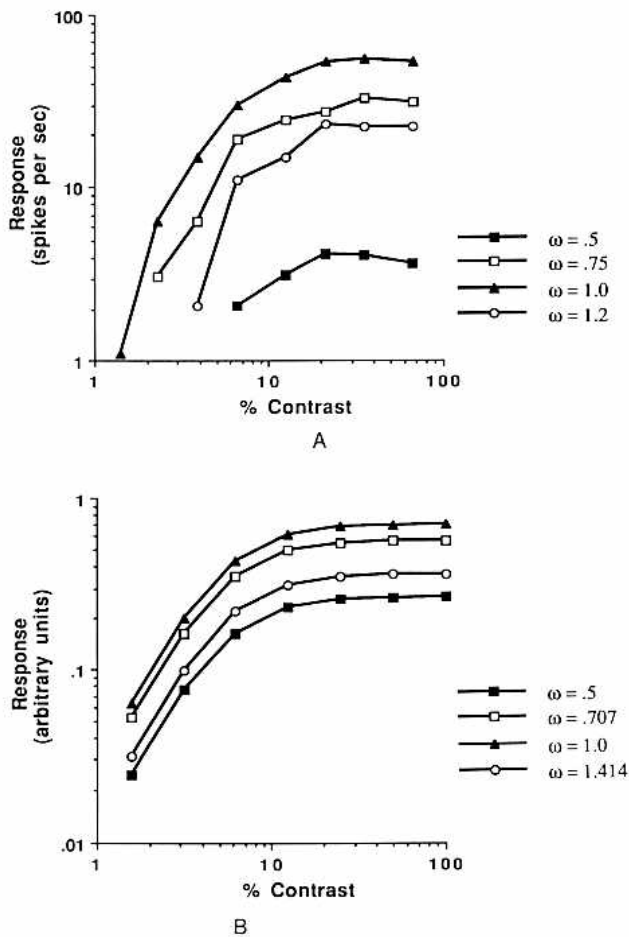 100
10
1
Response
(spikes per sec)
1
10
100
% Contrast
ω = .5
ω = .75
ω = 1.0
ω = 1.2
A
1
.1
.01
Response
(arbitrary units)
1
10
100
% Contrast
ω = .5
ω = .707
ω = 1.0
ω = 1.414
B